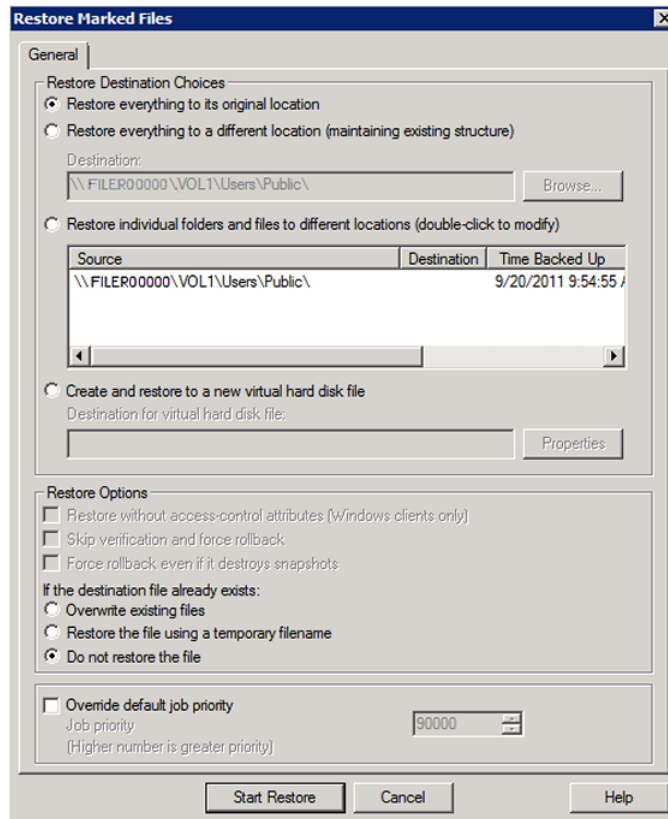 Restore Marked Files
General
Restore Destination Choices
Restore everything to its original location
Restore everything to a different location (maintaining existing structure)
Destination:
\\ FILER00000\VOL1\Users\Public\
Browse...
Restore individual folders and files to different locations (double-click to modify)
Source Destination Time Backed Up
\\FILER00000\VOL1\Users\Public\ 9/20/2011 9:54:55 A
Create and restore to a new virtual hard disk file
Destination for virtual hard disk file:
Properties
Restore Options
Restore without access-control attributes (Windows clients only)
Skip verification and force rollback
Force rollback even if it destroys snapshots
If the destination file already exists:
Overwrite existing files
Restore the file using a temporary filename
Do not restore the file
Override default job priority
Job priority 90000
(Higher number is greater priority)
Start Restore Cancel Help